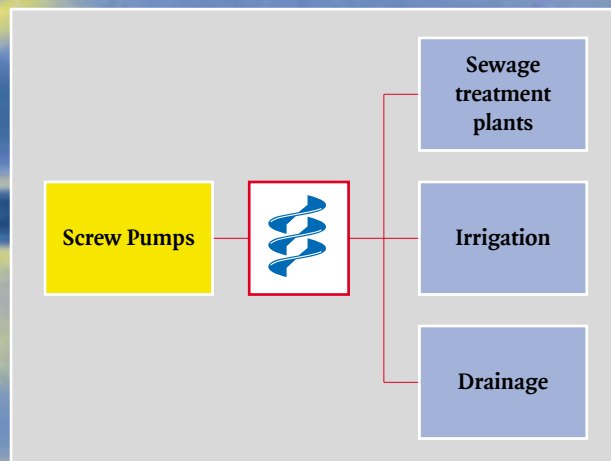 Sewage
treatment
plants
Screw Pumps
Irrigation
Drainage